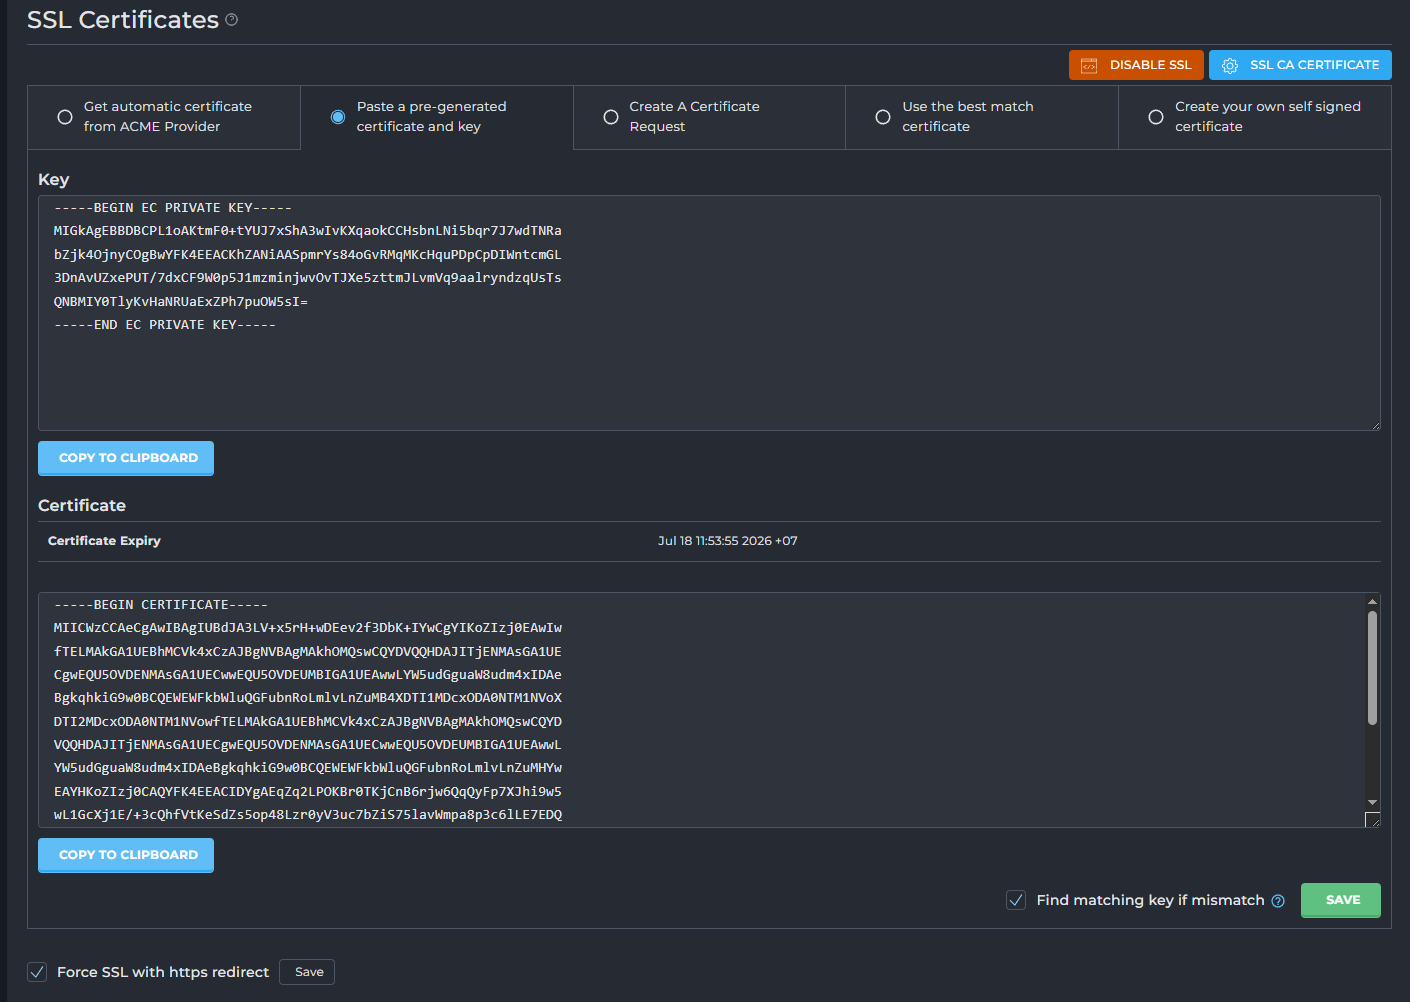 SSL Certificates
DISABLE SSL
SSL CA CERTIFICATE
Get automatic certificate
from ACME Provider
Paste a pre-generated
certificate and key
Create A Certificate
Request
Use the best match
certificate
Create your own self signed
certificate
Key
-----BEGIN EC PRIVATE KEY-----
MIGkAgEBBDBCPL1oAKtmF0+tYUJ7xShA3wIvKXqaokCCHsbnLNi5bqr7J7wdTNRa
bZjk4OjnyCOgBwYFK4EEACKhZANiAASpmrYs84oGvRMqMKcHquPDpCpDIWntcmGL
3DnAvUZxePUT/7dxCF9W0p5J1mzminjwvOvTJXe5zttmJLvmVq9aalryndzqUsTs
QNBMIY0TlyKvHaNRUaExZPh7puOW5sI=
-----END EC PRIVATE KEY-----
COPY TO CLIPBOARD
Certificate
Certificate Expiry Jul 18 11:53:55 2026 +07
-----BEGIN CERTIFICATE-----
MIICWzCCAeCgAwIBAgIUBdJA3LV+x5rH+wDEev2f3DbK+IYwCgYIKoZIzj0EAwIw
fTELMAkGA1UEBhMCVk4xCzAJBgNVBAgMAkhOMQswCQYDVQQHDAJITjENMAsGA1UE
CgwEQU5OVDENMAsGA1UECwwEQU5OVDEUMBIGA1UEAwwLYW5udGguaW8udm4xIDAe
BgkqhkiG9w0BCQEWEWFkbWluQGFubnRoLmlvLnZuMB4XDTI1MDcxODA0NTM1NVoX
DTI2MDcxODA0NTM1NVowfTELMAkGA1UEBhMCVk4xCzAJBgNVBAgMAkhOMQswCQYD
VQQHDAJITjENMAsGA1UECgwEQU5OVDENMAsGA1UECwwEQU5OVDEUMBIGA1UEAwwL
YW5udGguaW8udm4xIDAeBgkqhkiG9w0BCQEWEWFkbWluQGFubnRoLmlvLnZuMHYw
EAYHKoZIzj0CAQYFK4EEACIDYgAEqZq2LPOKBr0TKjCnB6rjw6QqQyFp7XJhi9w5
wL1GcXj1E/+3cQhfVtKeSdZs5op48Lzr0yV3uc7bZiS75lavWmpa8p3c6lLE7EDQ
COPY TO CLIPBOARD
Find matching key if mismatch
SAVE
Force SSL with https redirect
Save